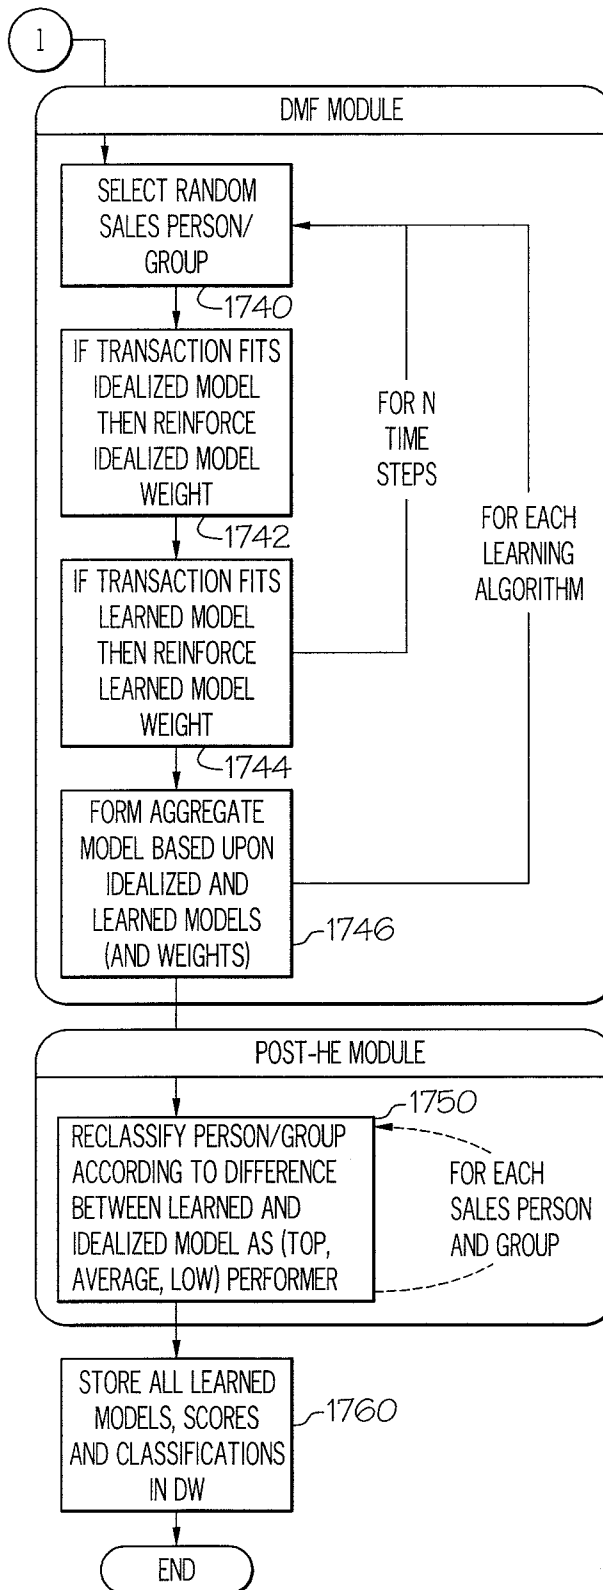 1
DMF MODULE
SELECT RANDOM
SALES PERSON/
GROUP
1740
IF TRANSACTION FITS
IDEALIZED MODEL
THEN REINFORCE
IDEALIZED MODEL
WEIGHT
1742
FOR N
TIME
STEPS
FOR EACH
LEARNING
ALGORITHM
IF TRANSACTION FITS
LEARNED MODEL
THEN REINFORCE
LEARNED MODEL
WEIGHT
1744
FORM AGGREGATE
MODEL BASED UPON
IDEALIZED AND
LEARNED MODELS
(AND WEIGHTS)
1746
POST-HE MODULE
1750
RECLASSIFY PERSON/GROUP
ACCORDING TO DIFFERENCE
BETWEEN LEARNED AND
IDEALIZED MODEL AS (TOP,
AVERAGE, LOW) PERFORMER
FOR EACH
SALES PERSON
AND GROUP
STORE ALL LEARNED
MODELS, SCORES
AND CLASSIFICATIONS
IN DW
1760
END